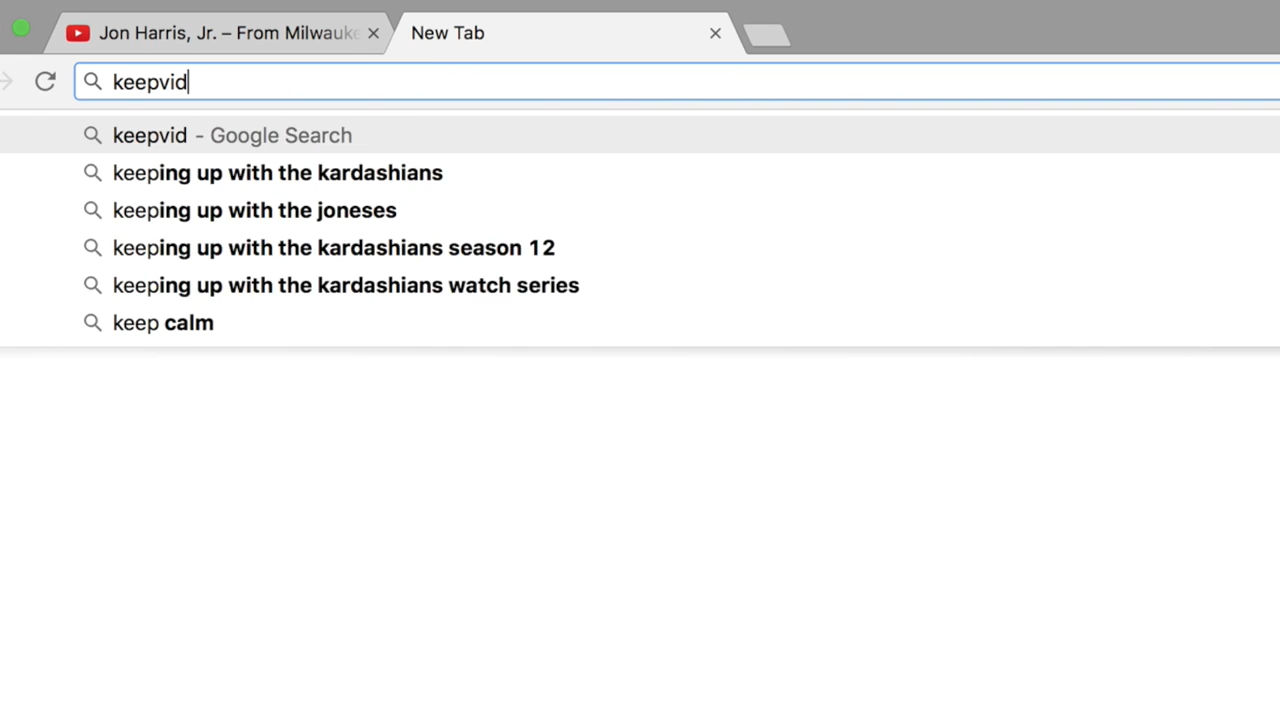 Jon Harris, Jr. – From Milwauke
New Tab
keepvid
keepvid - Google Search
keeping up with the kardashians
keeping up with the joneses
keeping up with the kardashians season 12
keeping up with the kardashians watch series
keep calm